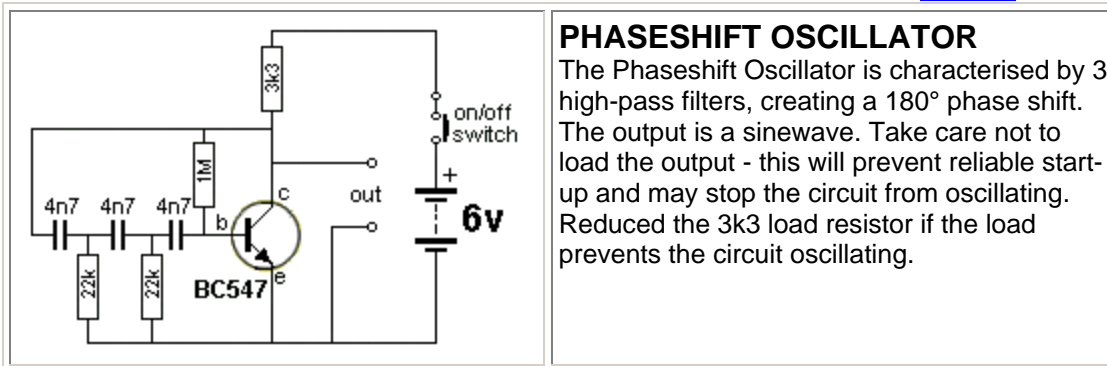 3k3
on/off
switch
1M
+
c
out
4n7 4n7 4n7
b
6v
22k 22k
BC547
e
PHASESHIFT OSCILLATOR
The Phaseshift Oscillator is characterised by 3
high-pass filters, creating a 180° phase shift.
The output is a sinewave. Take care not to
load the output - this will prevent reliable start-
up and may stop the circuit from oscillating.
Reduced the 3k3 load resistor if the load
prevents the circuit oscillating.